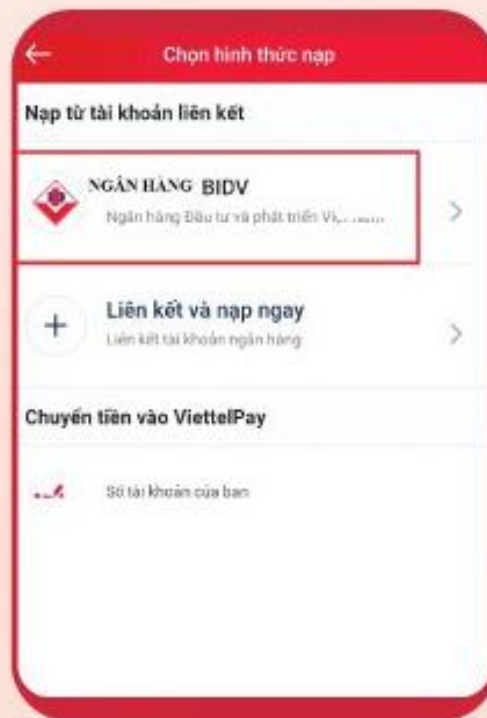 Chọn hình thức nạp
Nạp từ tài khoản liên kết
NGÂN HÀNG BIDV
Ngân hàng Đầu tư và phát triển
Liên kết và nạp ngay
Liên kết tài khoản ngân hàng
Chuyển tiền vào ViettelPay
Số tài khoản của bạn